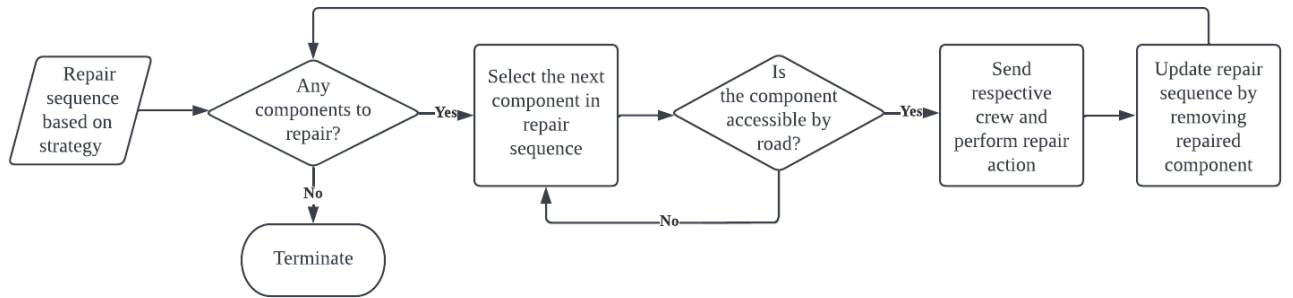 Repair
sequence
based on
strategy
Any
components to
repair?
Yes
No
Terminate
Select the next
component in
repair
sequence
Is
the component
accessible by
road?
No
Yes
Send
respective
crew and
perform repair
action
Update repair
sequence by
removing
repaired
component